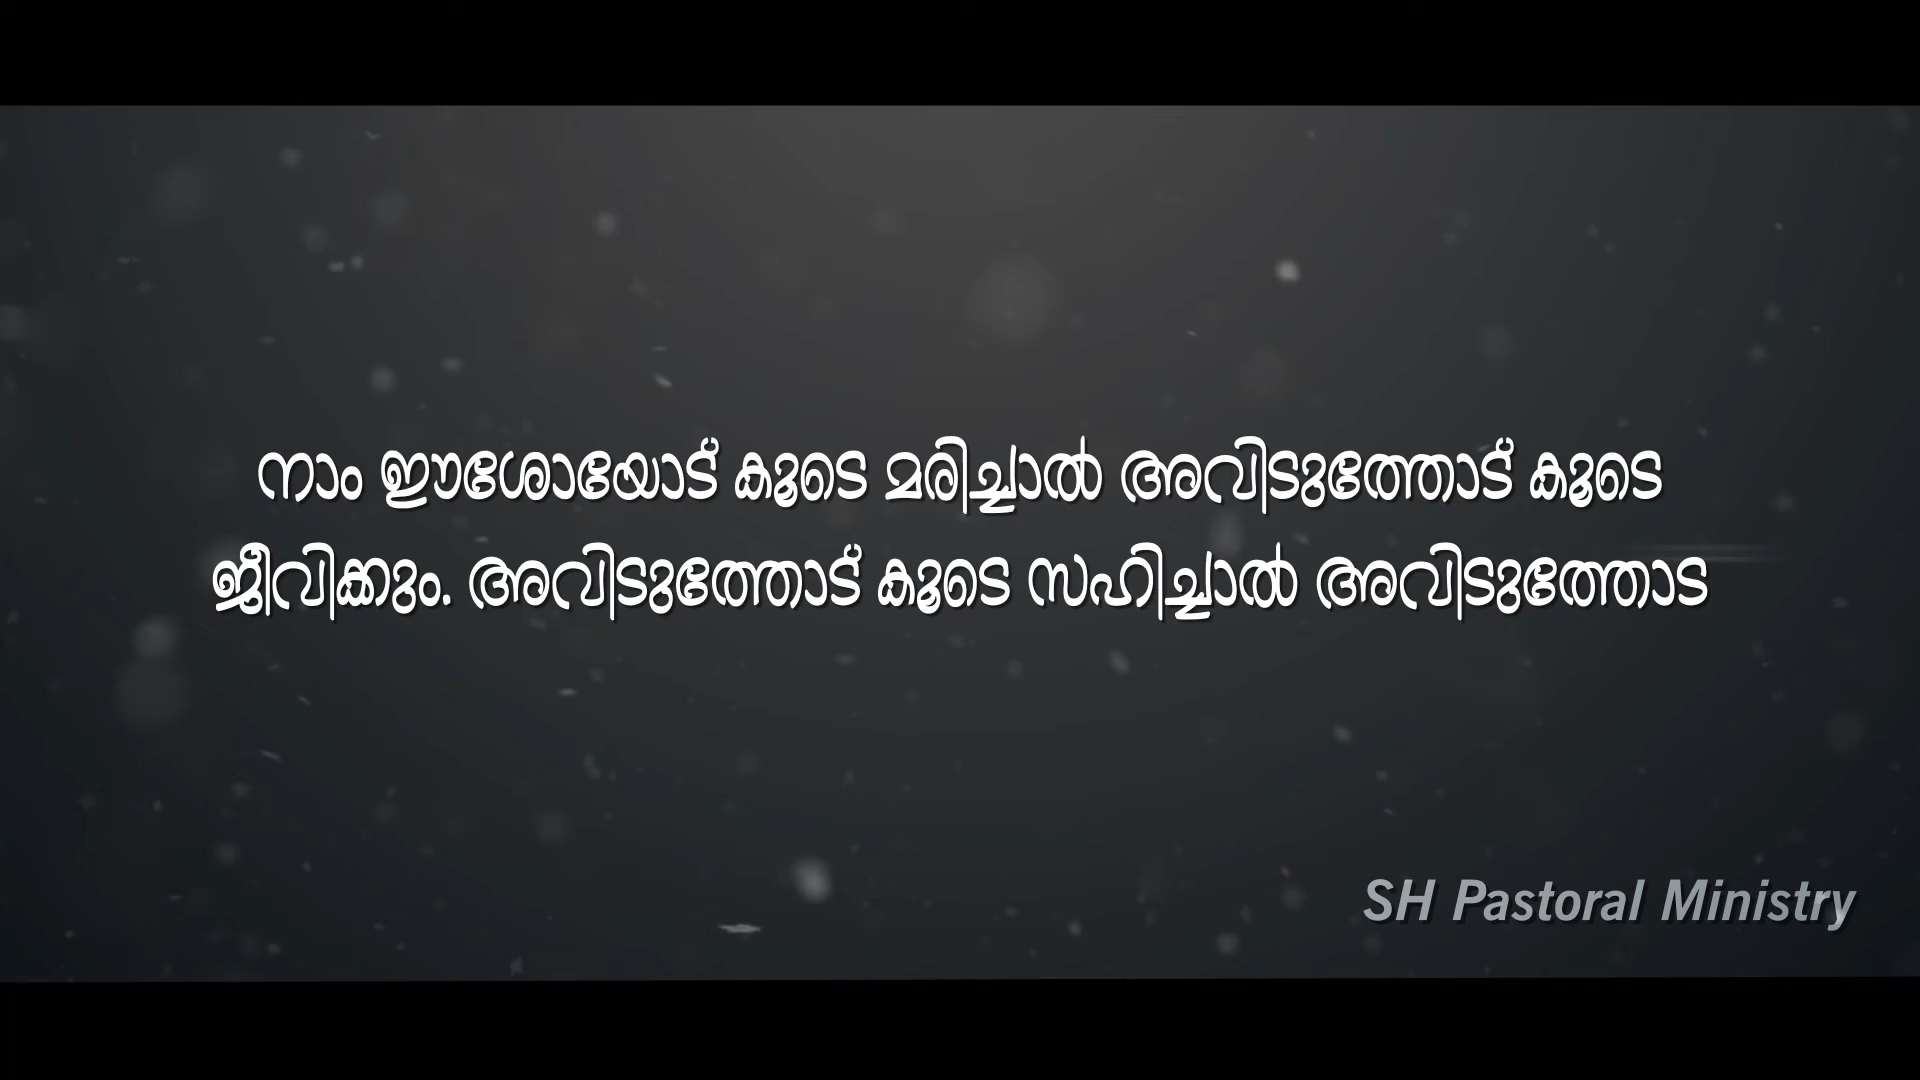 നാം ഈശോയോട് കൂടെ മരിച്ചാൽ അവിടുത്തോട് കൂടെ
ജീവിക്കും. അവിടുത്തോട് കൂടെ സഹിച്ചാൽ അവിടുത്തോട
SH Pastoral Ministry